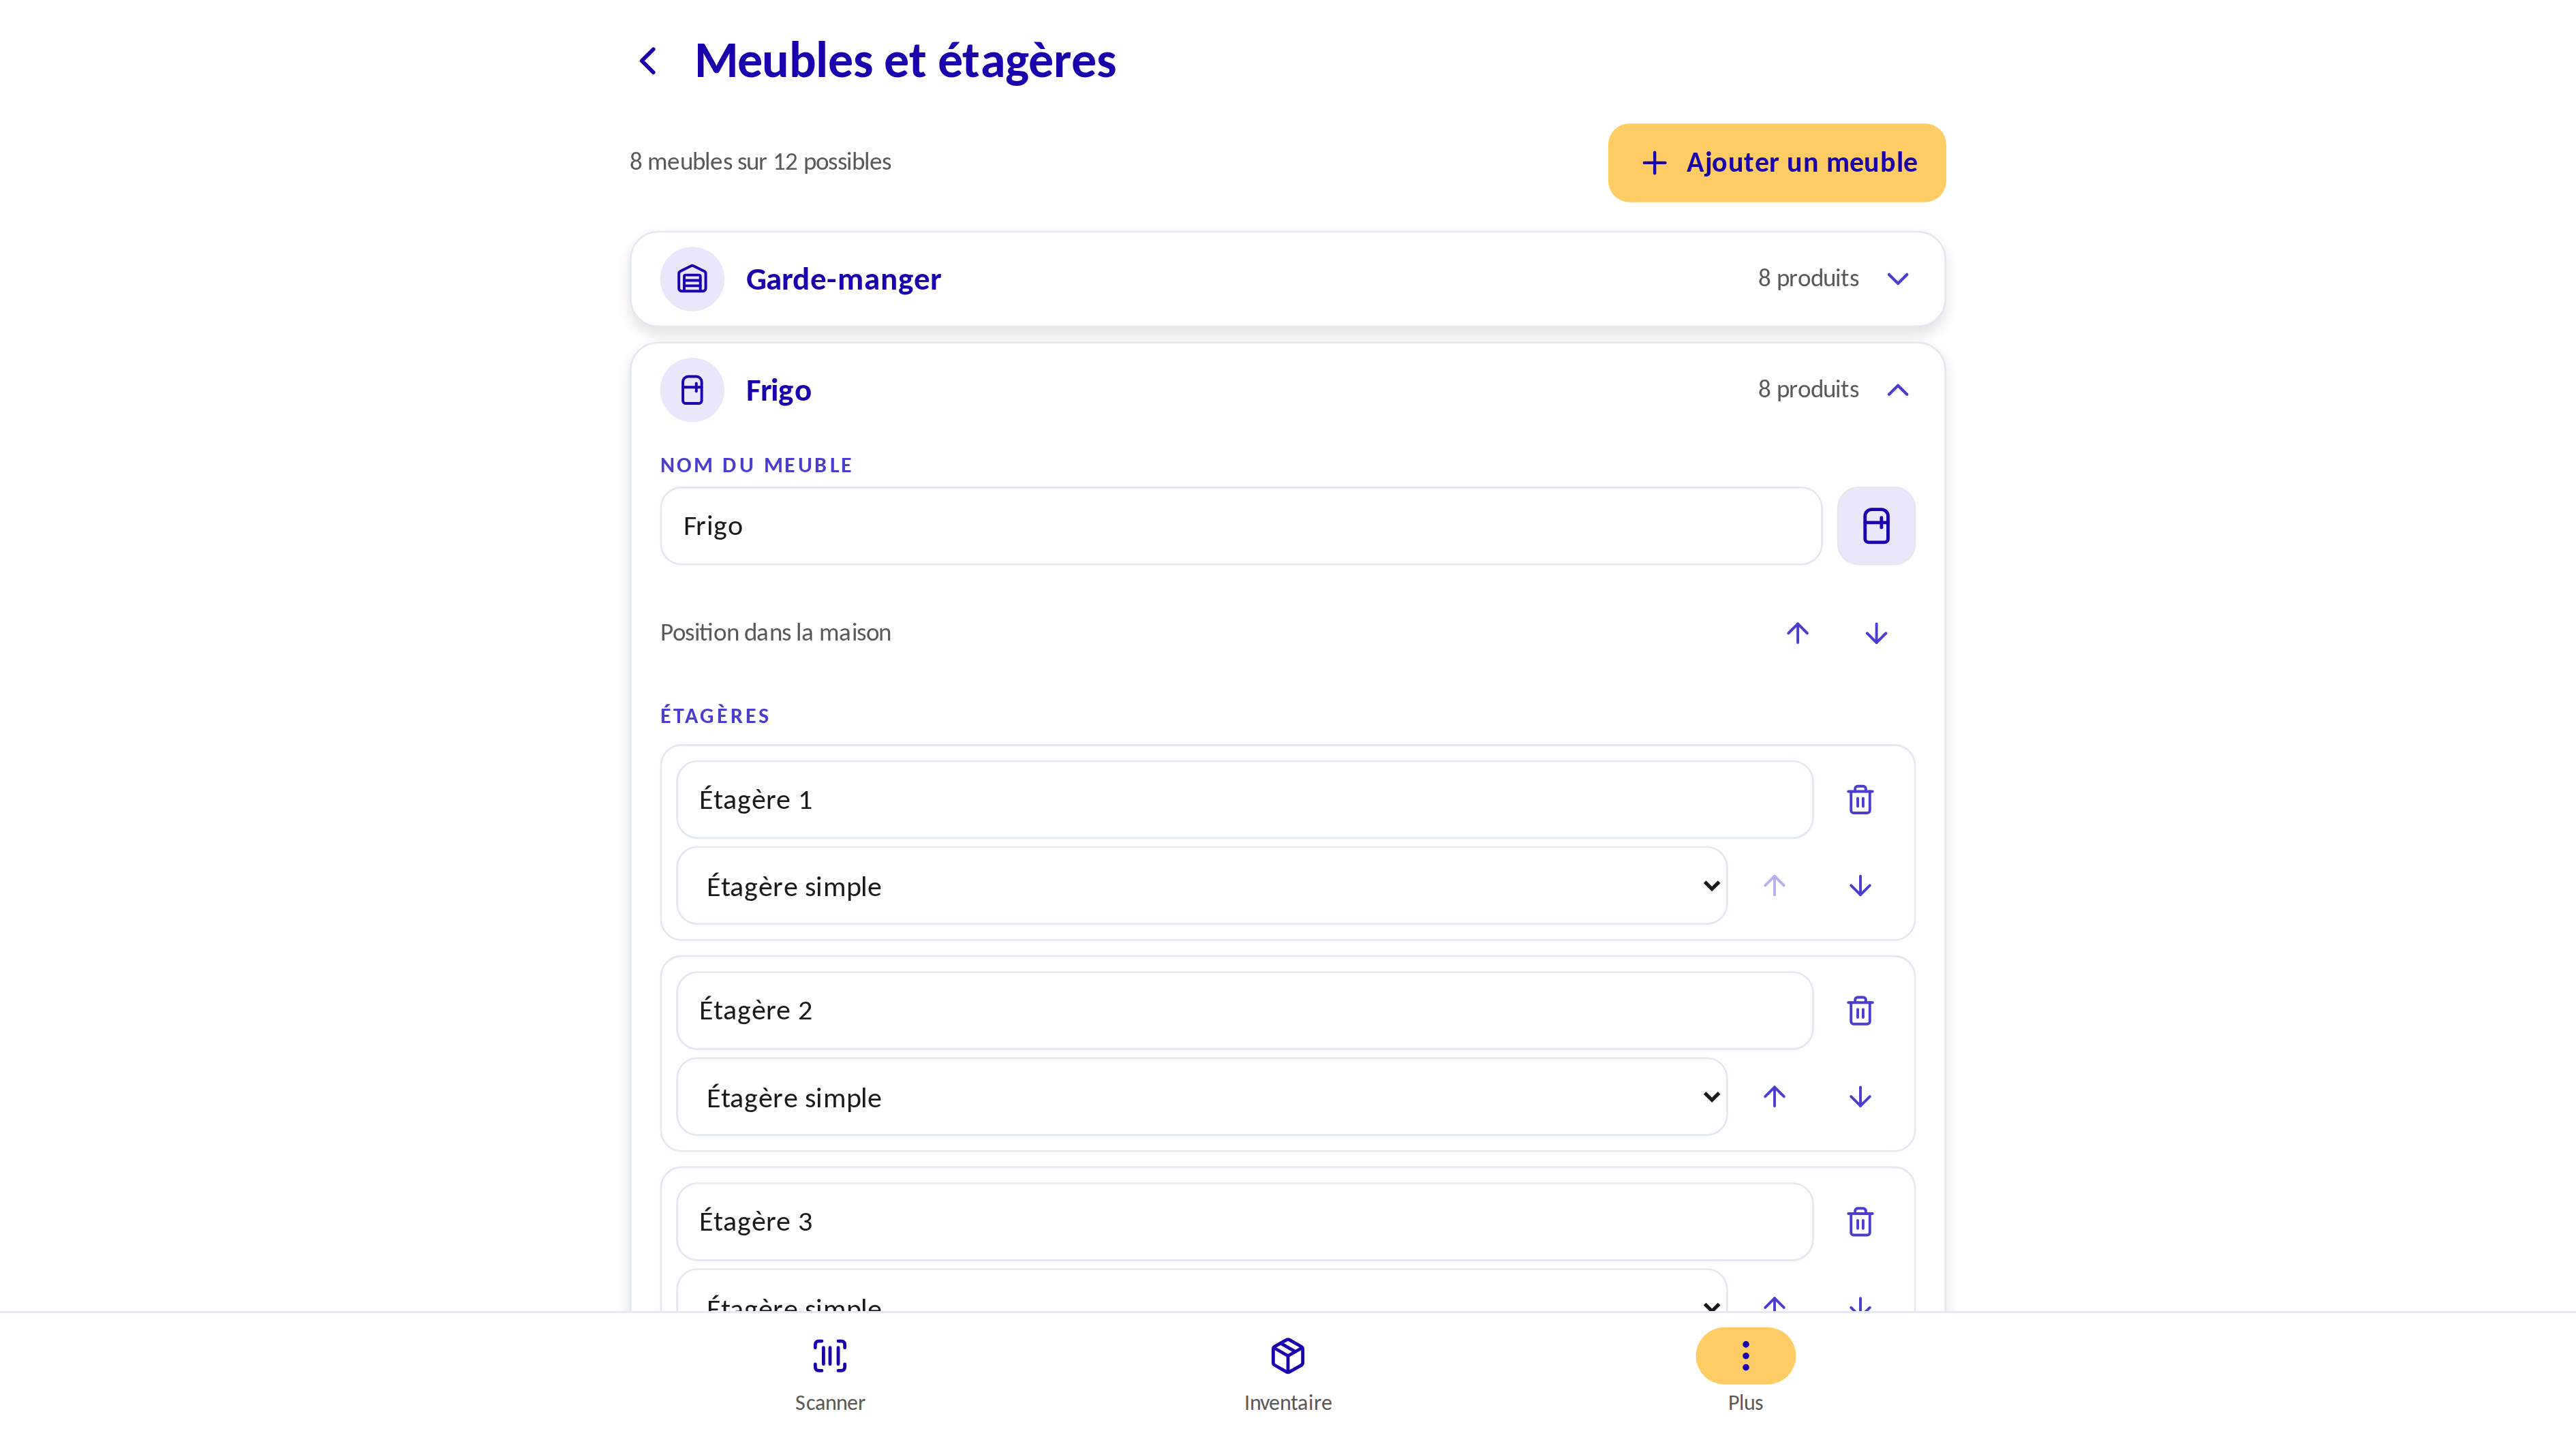 Meubles et étagères
8 meubles sur 12 possibles
Ajouter un meuble
Garde-manger
8 produits
Frigo
8 produits
NOM DU MEUBLE
Frigo
Position dans la maison
ÉTAGÈRES
Étagère 1
Étagère simple
Étagère 2
Étagère simple
Étagère 3
Étagère simple
Scanner
Inventaire
Plus